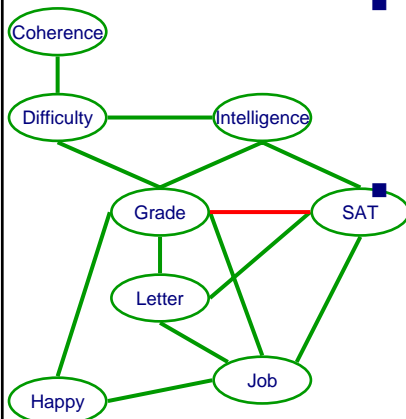 Coherence
Difficulty
Intelligence
Grade
SAT
Letter
Job
Happy